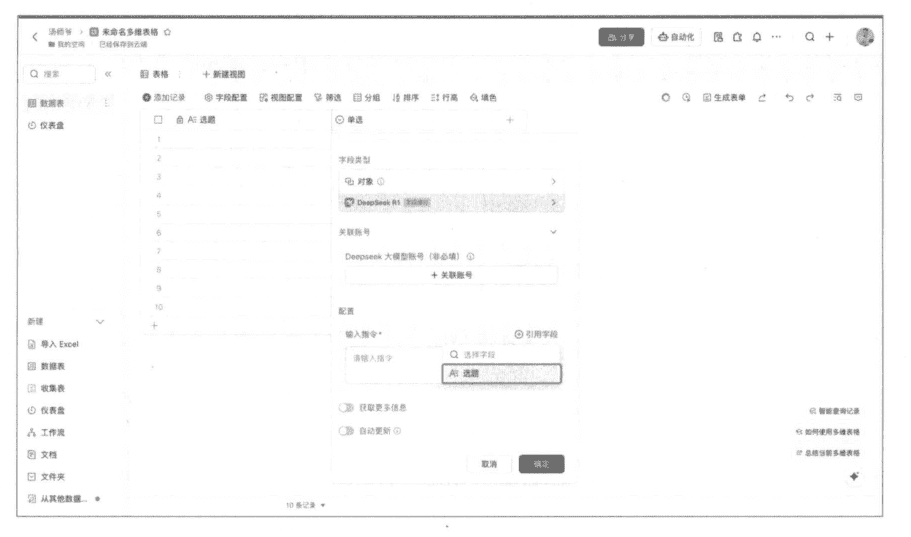 汤师爷 > 未命名多维表格
我的空间 已经保存到云端
分享 自动化
搜索
表格 + 新建视图
数据表
仪表盘
添加记录 字段配置 视图配置 筛选 分组 排序 行高 填色
生成表单
选题
单选
1
2
3
4
5
6
7
8
9
10
字段类型
对象
DeepSeek R1
关联账号
Deepseek 大模型账号（非必填）
+ 关联账号
配置
输入指令*
引用字段
请输入指令
选择字段
选题
获取更多信息
自动更新
取消 确定
新建
导入 Excel
数据表
收集表
仪表盘
工作流
文档
文件夹
从其他数据...
10 条记录
智能查询记录
如何使用多维表格
总结当前多维表格